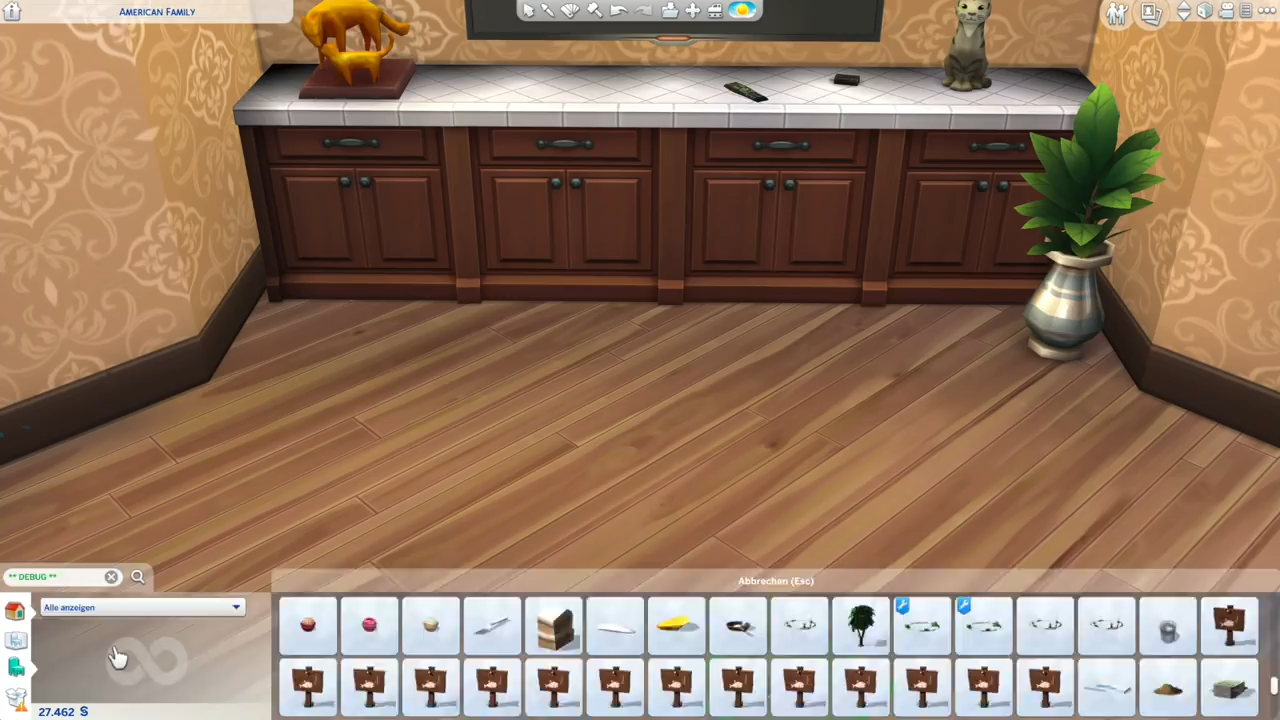 AMERICAN FAMILY
Abbrechen (Esc)
** DEBUG **
Alle anzeigen
27.462 $